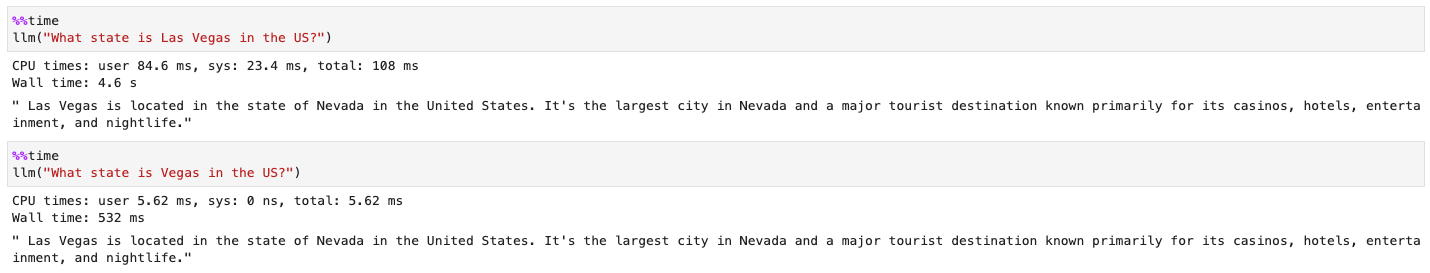 %%time
llm("What state is Las Vegas in the US?")
CPU times: user 84.6 ms, sys: 23.4 ms, total: 108 ms
Wall time: 4.6 s
" Las Vegas is located in the state of Nevada in the United States. It's the largest city in Nevada and a major tourist destination known primarily for its casinos, hotels, enterta
inment, and nightlife."
%%time
llm("What state is Vegas in the US?")
CPU times: user 5.62 ms, sys: 0 ns, total: 5.62 ms
Wall time: 532 ms
" Las Vegas is located in the state of Nevada in the United States. It's the largest city in Nevada and a major tourist destination known primarily for its casinos, hotels, enterta
inment, and nightlife."